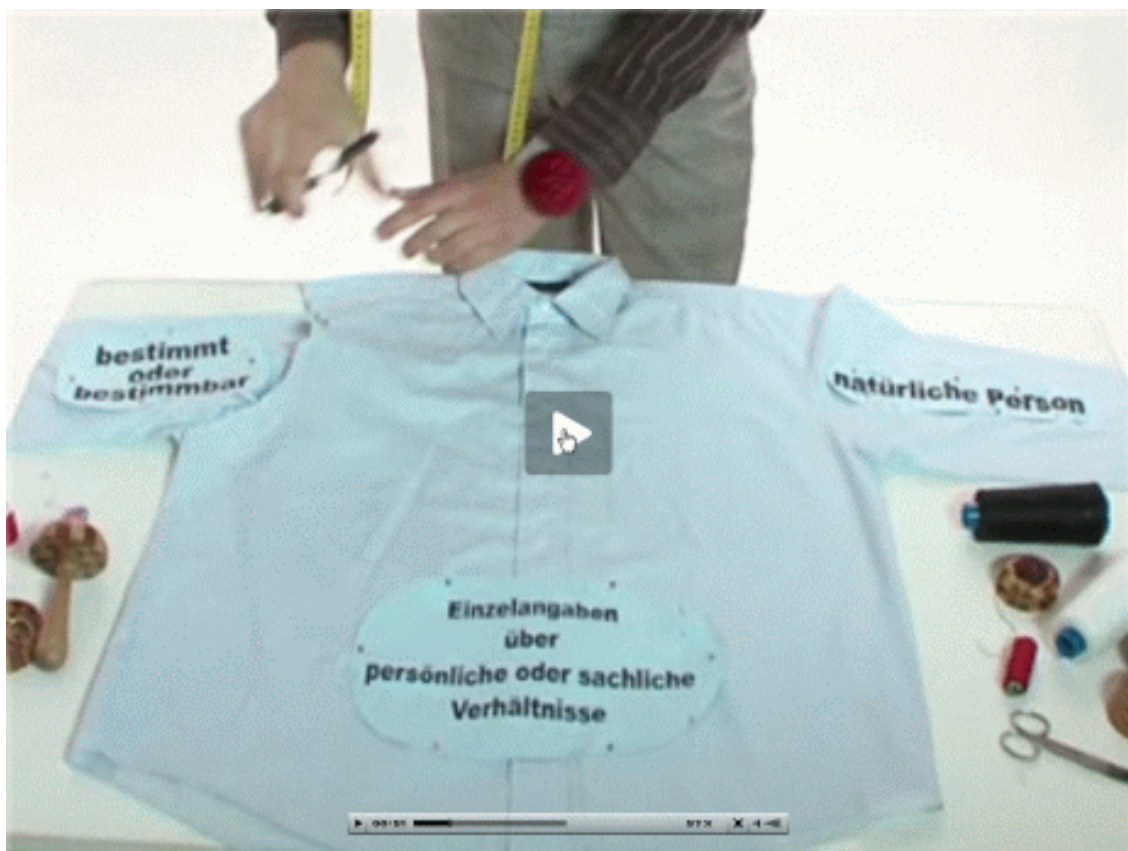 bestimmt
oder
bestimmbar
natürliche Person
Einzelangaben
über
persönliche oder sachliche
Verhältnisse